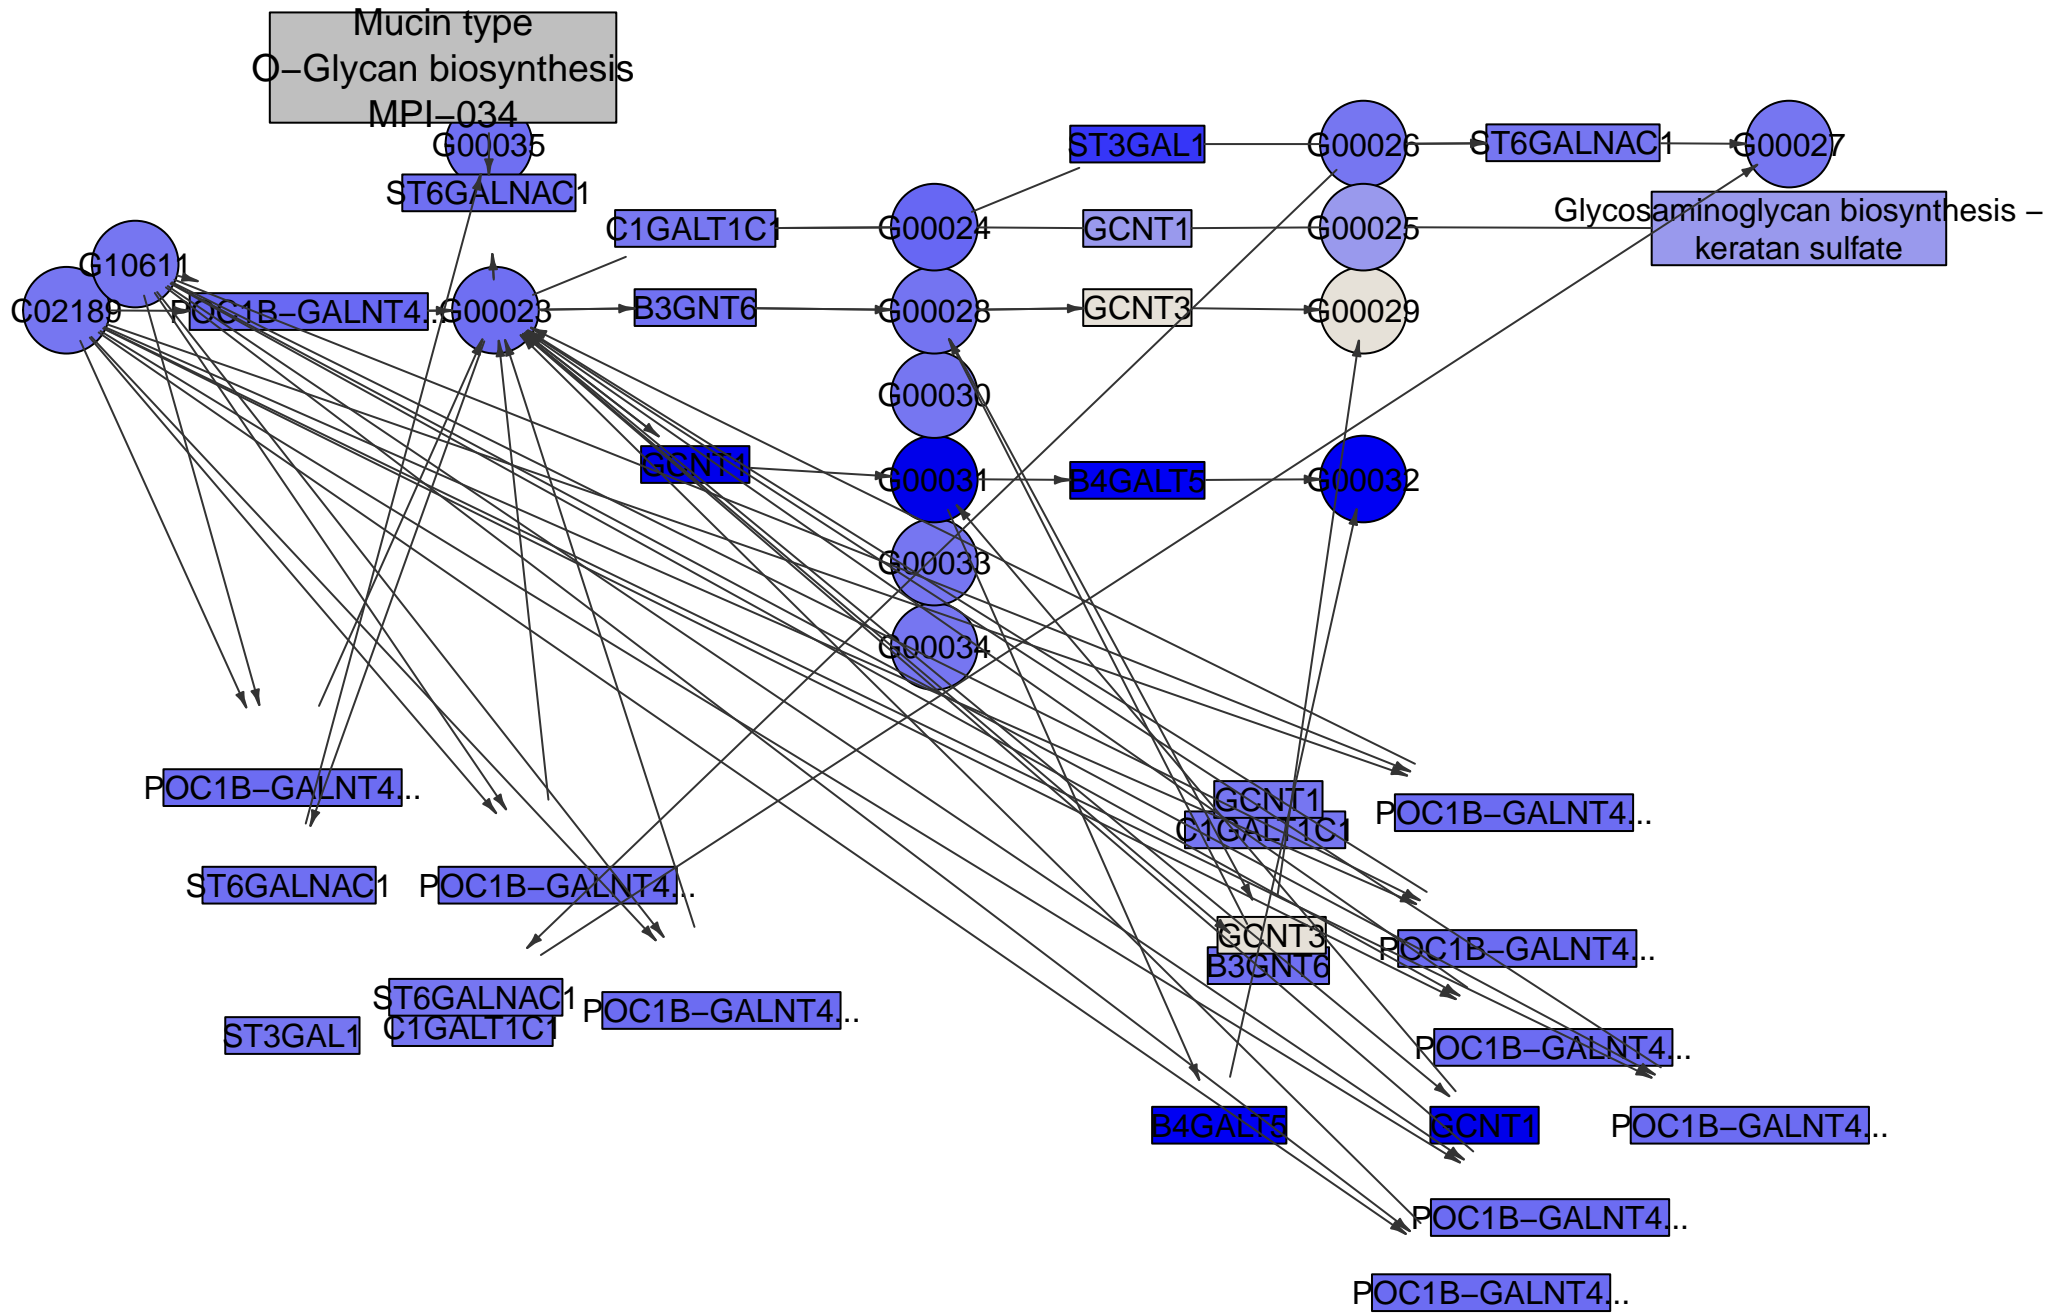 Mucin type
O−Glycan biosynthesis
MPI−034
G00035
ST6GALNAC1
ST3GAL1
G00026
ST6GALNAC1
G00027
C1GALT1C1
G00024
GCNT1
G00025
Glycosaminoglycan biosynthesis −
keratan sulfate
G10611
C02189
POC1B−GALNT4...
G00023
B3GNT6
G00028
GCNT3
G00029
G00030
GCNT1
G00031
B4GALT5
G00032
G00033
G00034
POC1B−GALNT4...
GCNT1
C1GALT1C1
POC1B−GALNT4...
ST6GALNAC1
POC1B−GALNT4...
GCNT3
B3GNT6
POC1B−GALNT4...
ST6GALNAC1
C1GALT1C1
ST3GAL1
POC1B−GALNT4...
POC1B−GALNT4...
B4GALT5
GCNT1
POC1B−GALNT4...
POC1B−GALNT4...
POC1B−GALNT4...